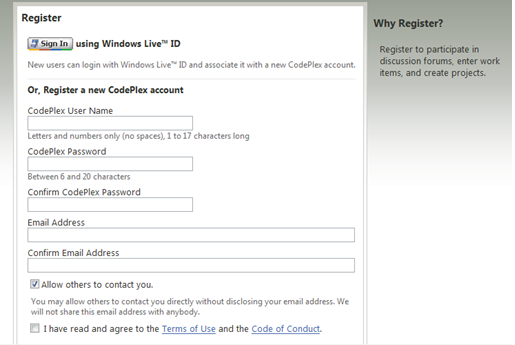 Register
Sign In using Windows Live™ ID
New users can login with Windows Live™ ID and associate it with a new CodePlex account.
Or, Register a new CodePlex account
CodePlex User Name
Letters and numbers only (no spaces), 1 to 17 characters long
CodePlex Password
Between 6 and 20 characters
Confirm CodePlex Password
Email Address
Confirm Email Address
Allow others to contact you.
You may allow others to contact you directly without disclosing your email address. We
will not share this email address with anybody.
I have read and agree to the Terms of Use and the Code of Conduct.
Why Register?
Register to participate in
discussion forums, enter work
items, and create projects.